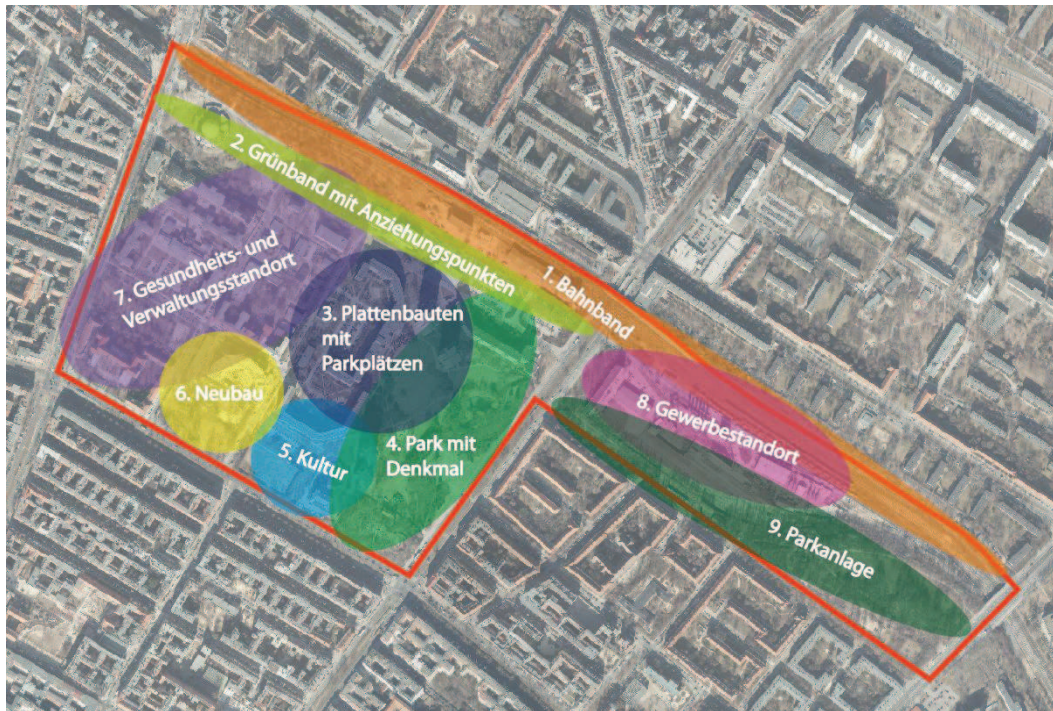 1. Bahnband
2. Grünband mit Anziehungspunkten
3. Plattenbauten
mit
Parkplätzen
4. Park mit
Denkmal
5. Kultur
6. Neubau
7. Gesundheits- und
Verwaltungsstandort
8. Gewerbestandort
9. Parkanlage